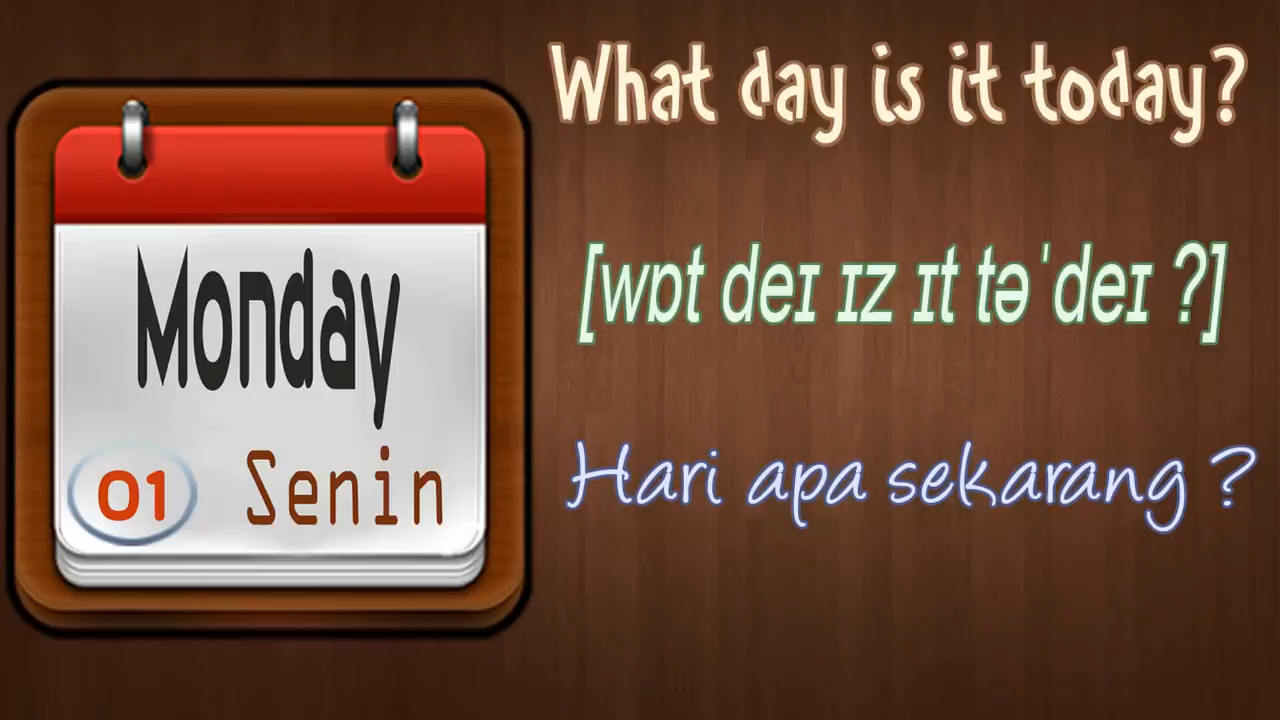 Monday
01 Senin
What day is it today?
[wɒt deɪ ɪz ɪt təˈdeɪ ?]
Hari apa sekarang ?